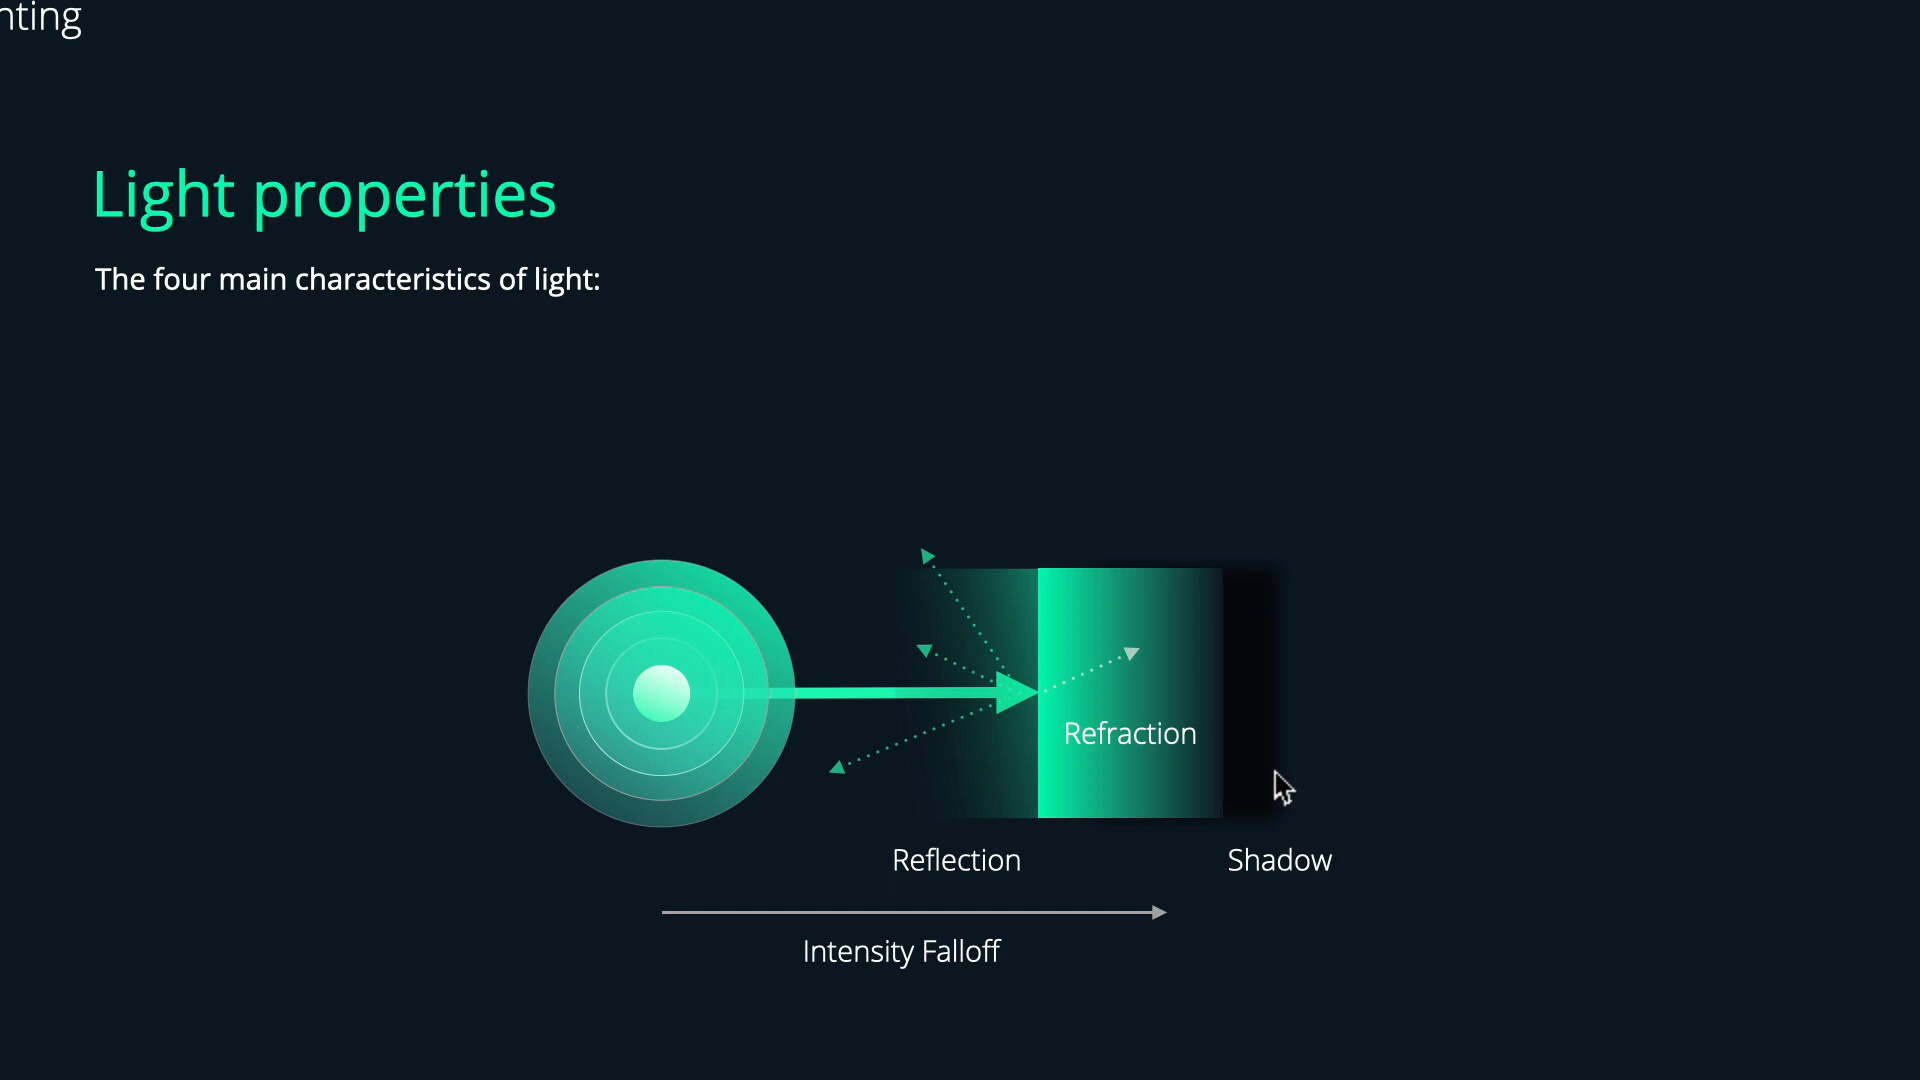 nting
Light properties
The four main characteristics of light:
Refraction
Reflection
Shadow
Intensity Falloff